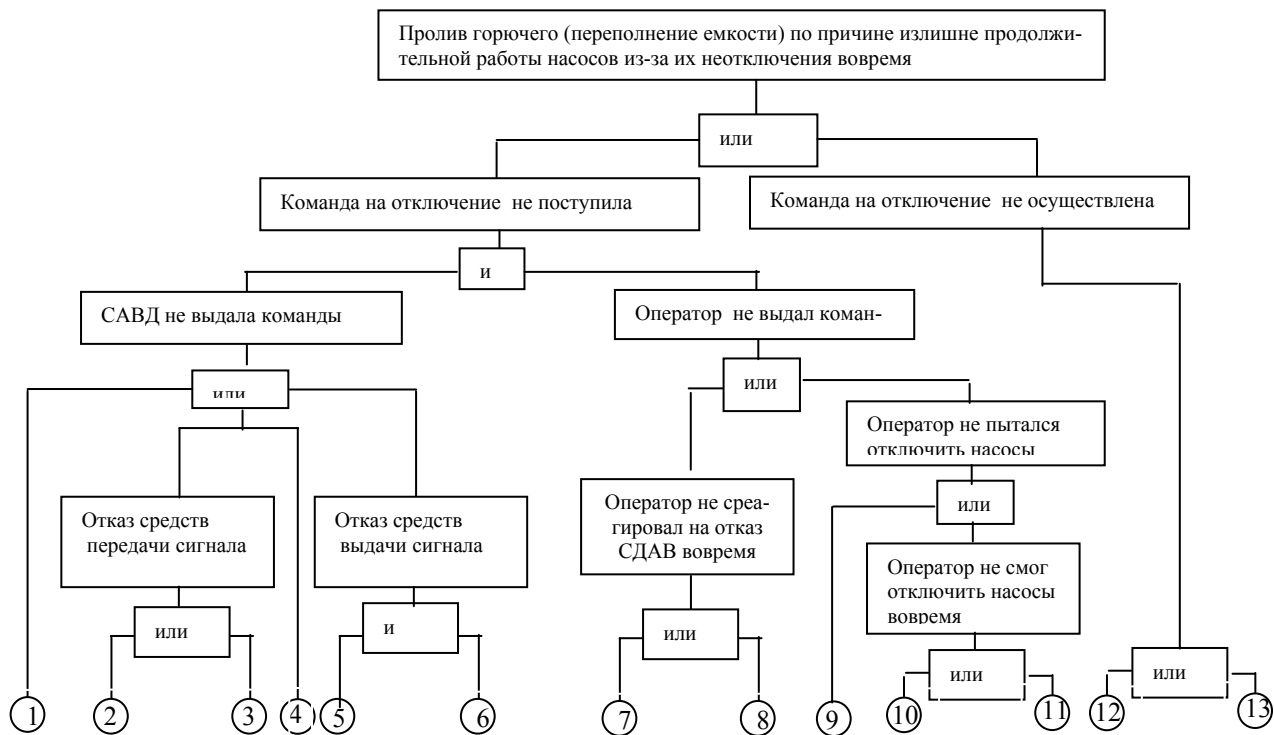 Пролив горючего (переполнение емкости) по причине излишне продолжи-
тельной работы насосов из-за их неотключения вовремя
или
Команда на отключение не поступила
Команда на отключение не осуществлена
и
САВД не выдала команды
Оператор не выдал коман-
или
или
Оператор не пытался
отключить насосы
Отказ средств
передачи сигнала
Отказ средств
выдачи сигнала
Оператор не среа-
гировал на отказ
СДАВ вовремя
или
Оператор не смог
отключить насосы
вовремя
или
и
или
или
или
1
2
3
4
5
6
7
8
9
10
11
12
13